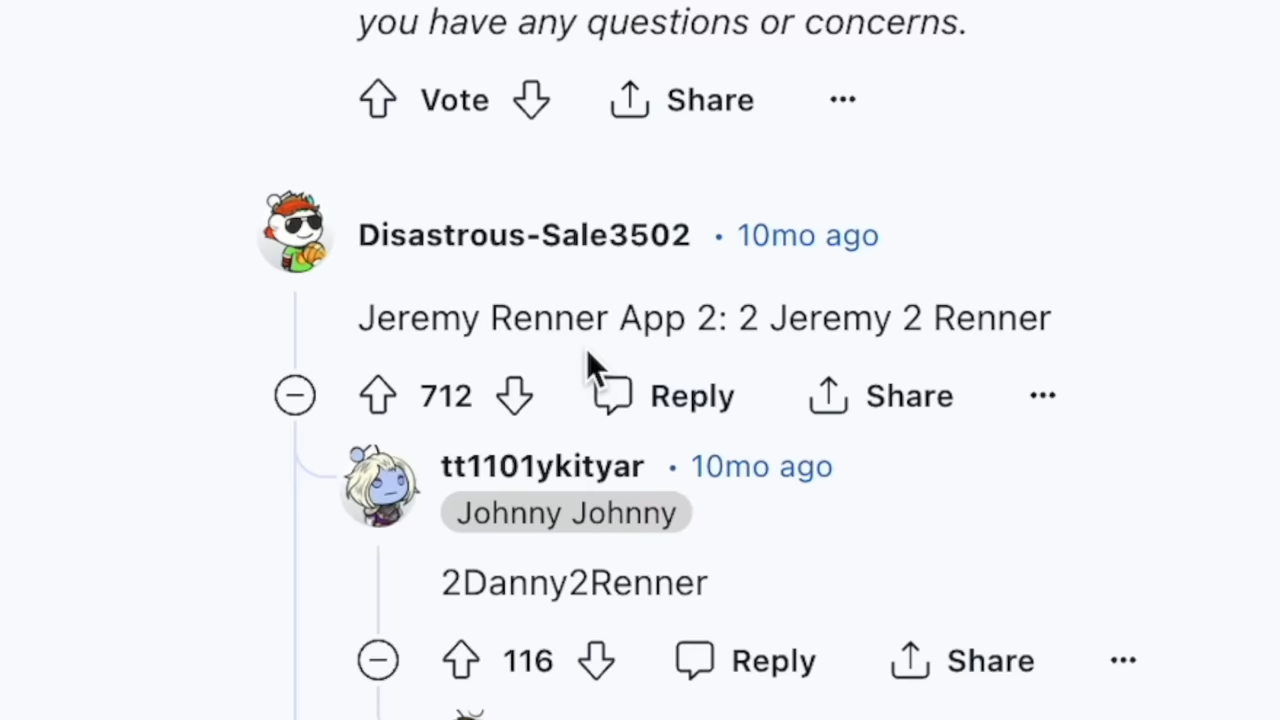 you have any questions or concerns.
Vote Share ...
Disastrous-Sale3502 • 10mo ago
Jeremy Renner App 2: 2 Jeremy 2 Renner
712 Reply Share ...
tt1101ykityar • 10mo ago
Johnny Johnny
2Danny2Renner
116 Reply Share ...